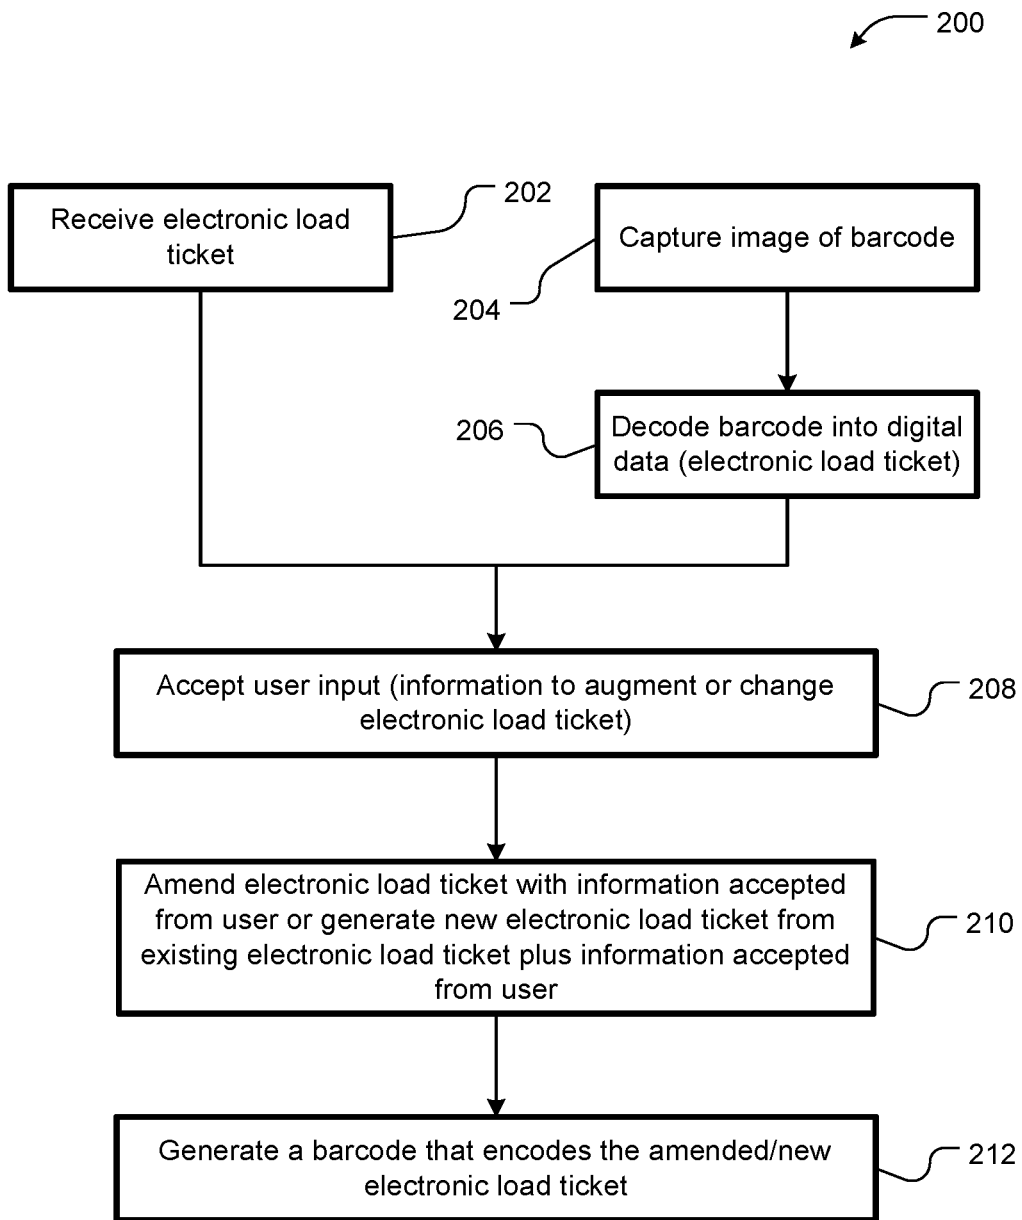 200
Receive electronic load
ticket
202
Capture image of barcode
204
Decode barcode into digital
data (electronic load ticket)
206
Accept user input (information to augment or change
electronic load ticket)
208
Amend electronic load ticket with information accepted
from user or generate new electronic load ticket from
existing electronic load ticket plus information accepted
from user
210
Generate a barcode that encodes the amended/new
electronic load ticket
212